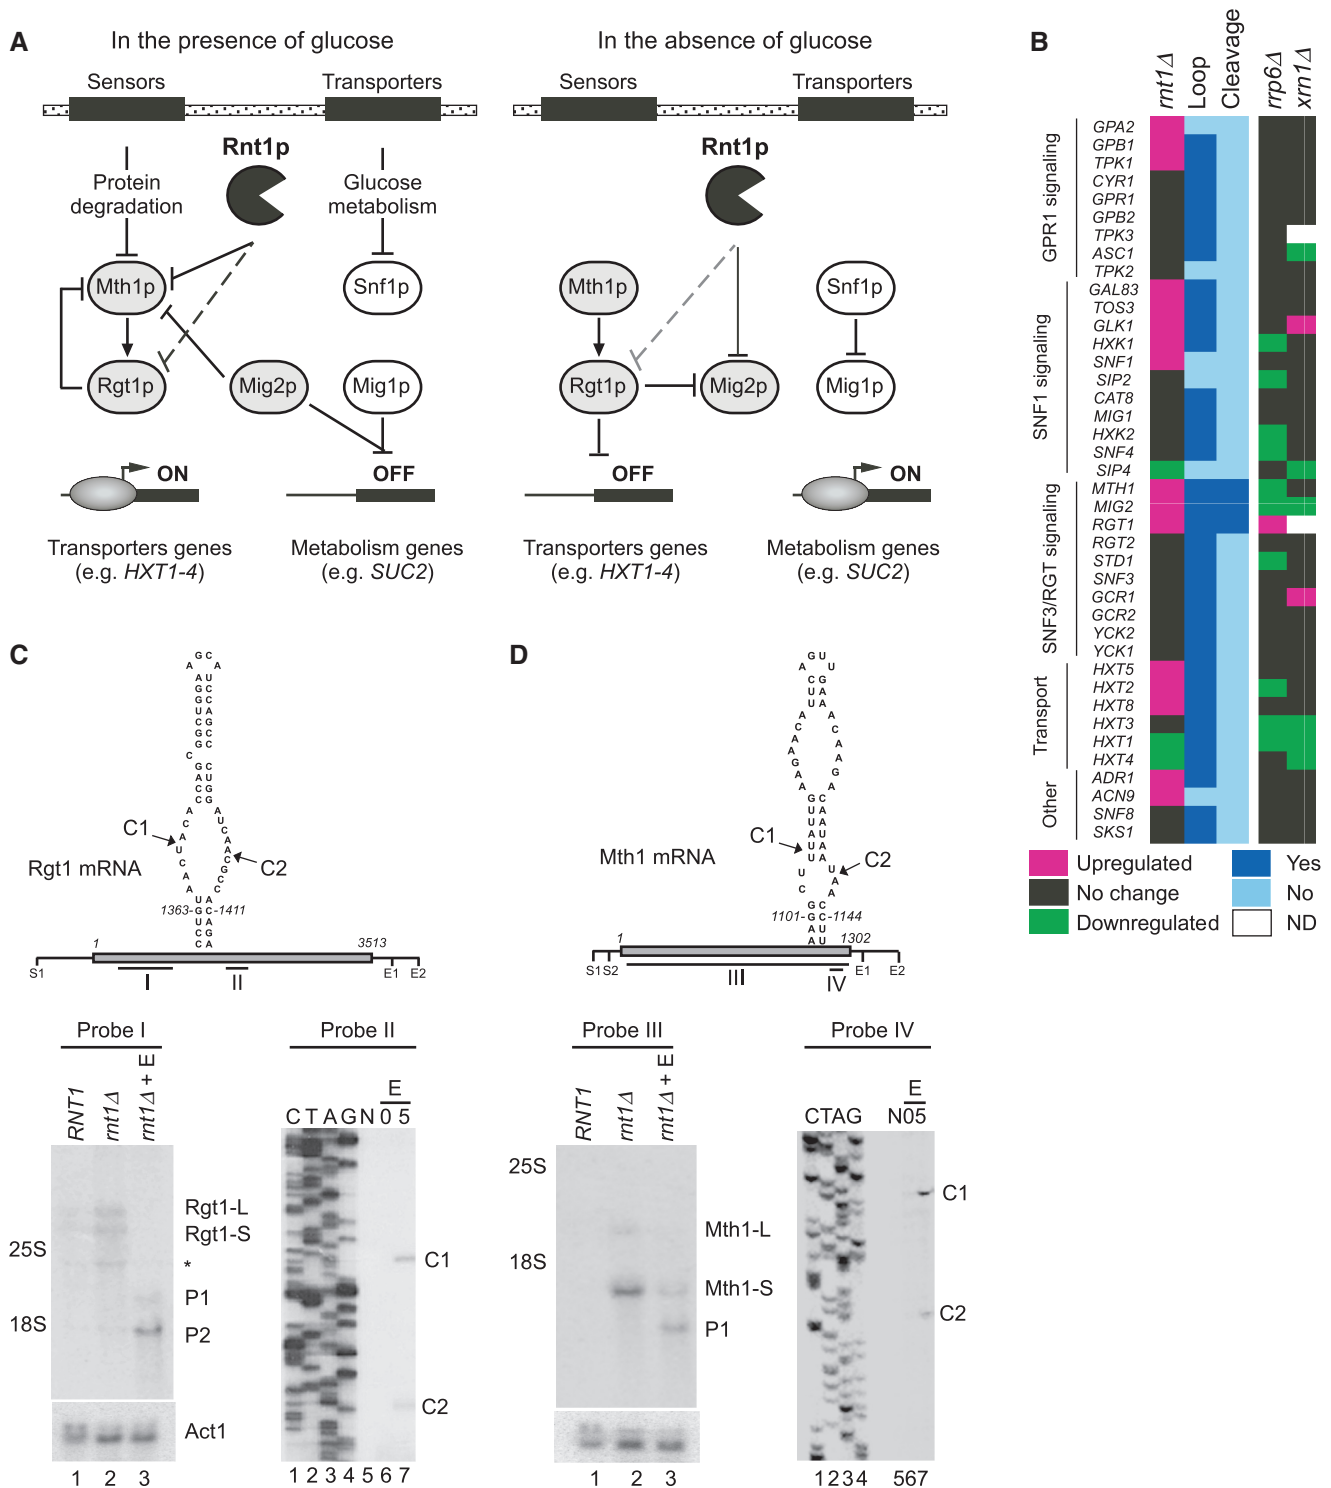 A
In the presence of glucose
In the absence of glucose
Sensors
Transporters
Sensors
Transporters
Rnt1p
Rnt1p
Protein
degradation
Glucose
metabolism
Mth1p
Snf1p
Mth1p
Snf1p
Rgt1p
Mig2p
Mig1p
Rgt1p
Mig2p
Mig1p
ON
OFF
OFF
ON
Transporters genes
(e.g. HXT1-4)
Metabolism genes
(e.g. SUC2)
Transporters genes
(e.g. HXT1-4)
Metabolism genes
(e.g. SUC2)
B
rnt1Δ
Loop
Cleavage
rrp6Δ
xrn1Δ
GPR1 signaling
GPA2
GPB1
TPK1
CYR1
GPR1
GPB2
TPK3
ASC1
TPK2
SNF1 signaling
GAL83
TOS3
GLK1
HXK1
SNF1
SIP2
CAT8
MIG1
HXK2
SNF4
SIP4
SNF3/RGT signaling
MTH1
MIG2
RGT1
RGT2
STD1
SNF3
GCR1
GCR2
YCK2
YCK1
Transport
HXT5
HXT2
HXT8
HXT3
HXT1
HXT4
Other
ADR1
ACN9
SNF8
SKS1
Upregulated
Yes
No change
No
Downregulated
ND
C
C1
C2
Rgt1 mRNA
1363-
-1411
1
3513
S1
E1
E2
I
II
Probe I
Probe II
RNT1
rnt1Δ
rnt1Δ + E
E
C T A G N 0 5
Rgt1-L
Rgt1-S
25S
*
P1
18S
P2
C1
C2
Act1
1 2 3
1 2 3 4 5 6 7
D
C1
C2
Mth1 mRNA
1101-
-1144
1
1302
S1 S2
E1
E2
III
IV
Probe III
Probe IV
RNT1
rnt1Δ
rnt1Δ + E
E
CTAG N05
25S
Mth1-L
18S
Mth1-S
P1
C1
C2
1 2 3
1234 567